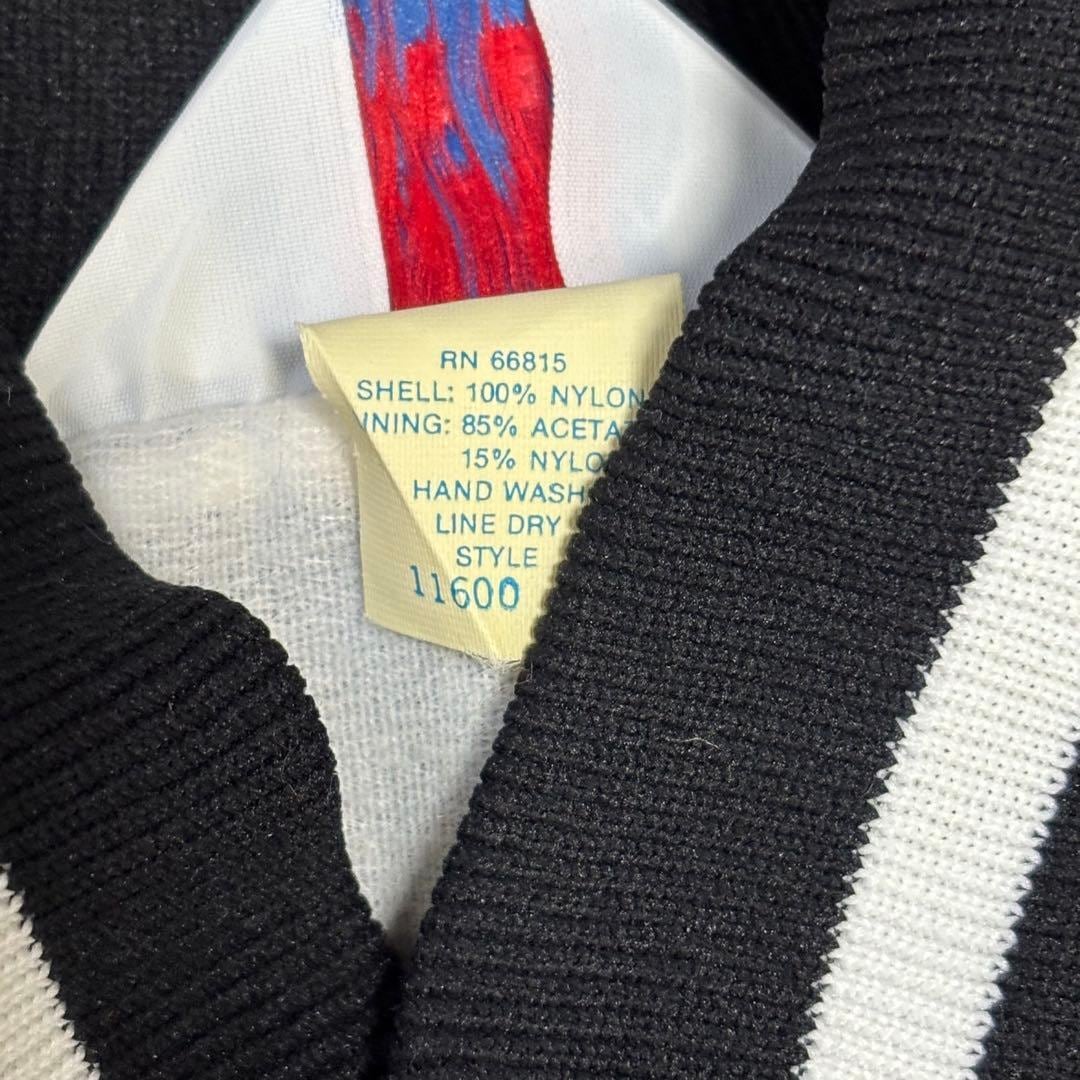 RN 66815
SHELL: 100% NYLON
INING: 85% ACETA
15% NYLO
HAND WASH
LINE DRY
STYLE
11600